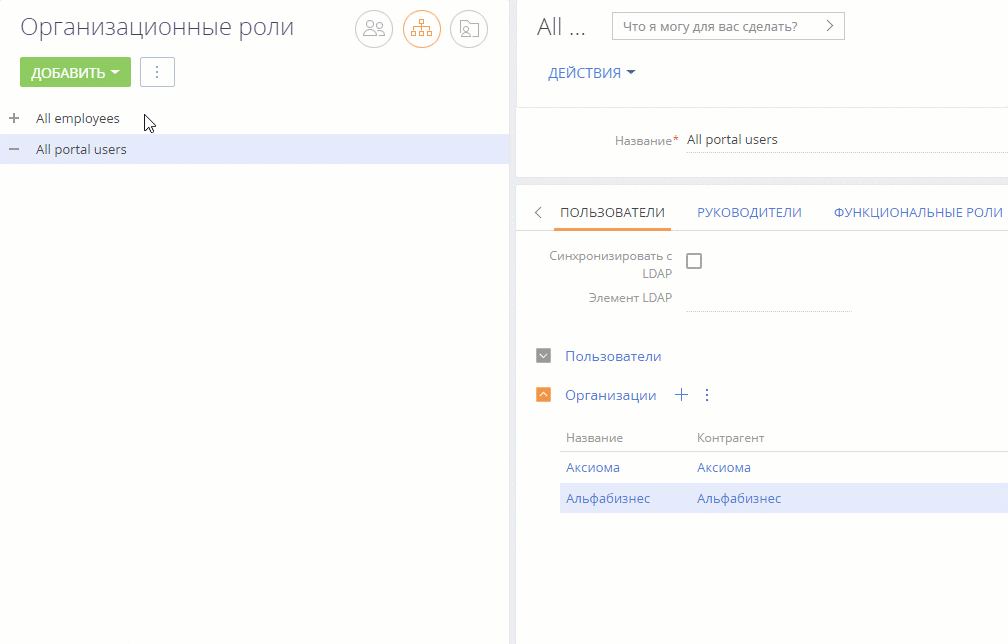 Организационные роли
ДОБАВИТЬ
All employees
All portal users
All ...
Что я могу для вас сделать?
ДЕЙСТВИЯ
Название* All portal users
ПОЛЬЗОВАТЕЛИ РУКОВОДИТЕЛИ ФУНКЦИОНАЛЬНЫЕ РОЛИ
Синхронизировать с
LDAP
Элемент LDAP
Пользователи
Организации
Название Контрагент
Аксиома Аксиома
Альфабизнес Альфабизнес